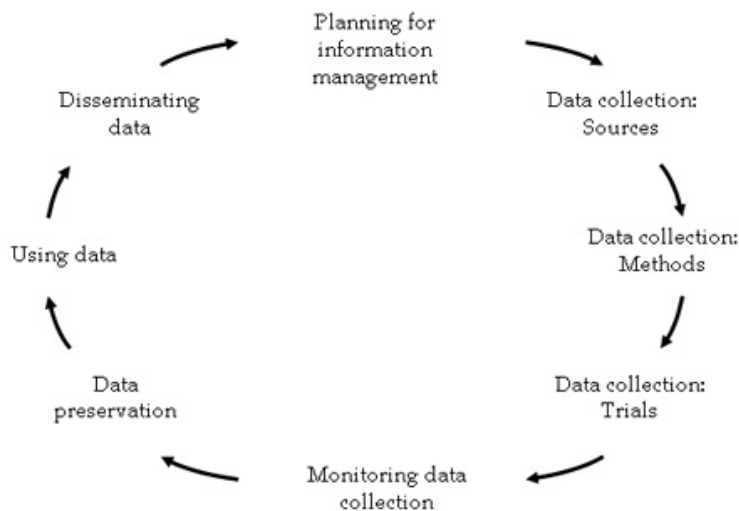 Planning for
information
management
Data collection:
Sources
Data collection:
Methods
Data collection:
Trials
Monitoring data
collection
Data
preservation
Using data
Disseminating
data